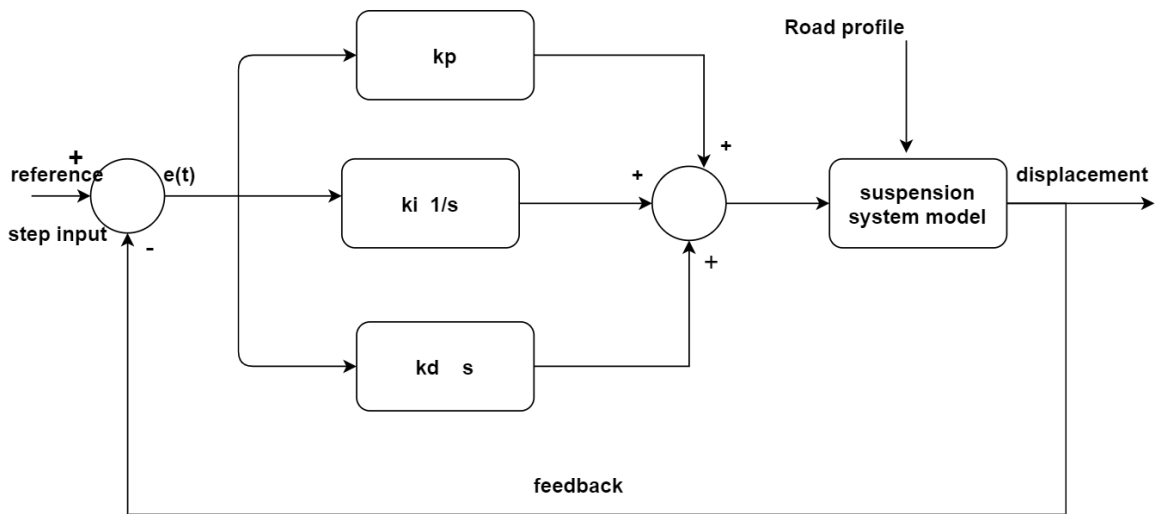 Road profile
kp
+
+
reference
e(t)
+
ki 1/s
suspension
system model
displacement
step input
-
+
kd s
feedback